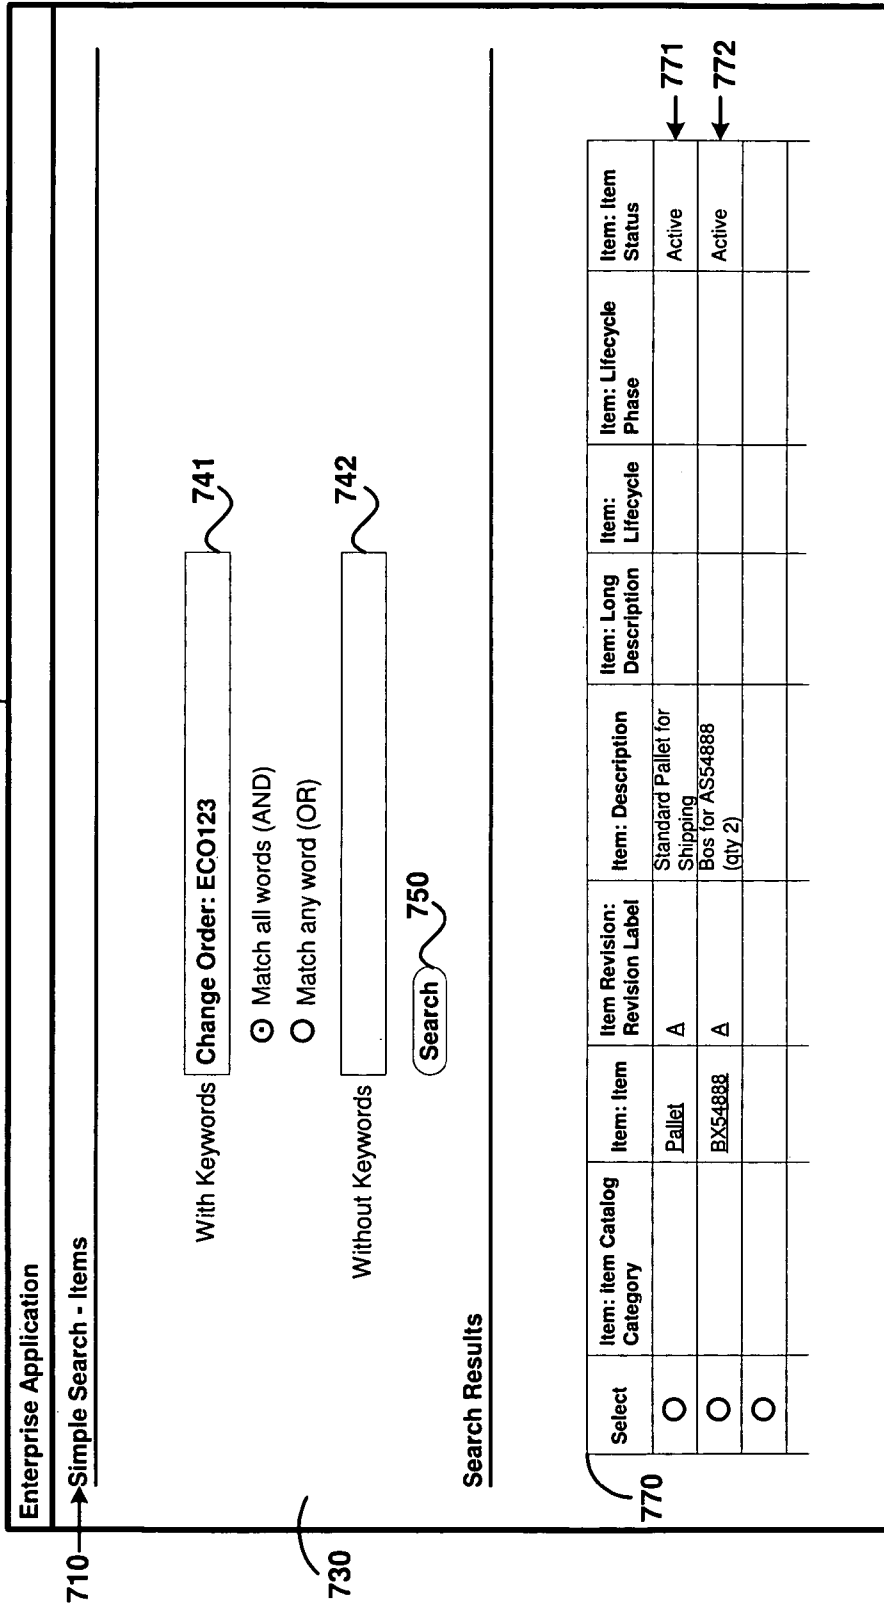 Enterprise Application
710
Simple Search - Items
730
With Keywords
Change Order: ECO123
741
Match all words (AND)
Match any word (OR)
Without Keywords
742
Search
750
Search Results
770
Select
Item: Item Catalog
Category
Item: Item
Item Revision:
Revision Label
Item: Description
Item: Long
Description
Item:
Lifecycle
Item: Lifecycle
Phase
Item: Item
Status
Pallet
A
Standard Pallet for
Shipping
Active
771
BX54888
A
Bos for AS54888
(qty 2)
Active
772